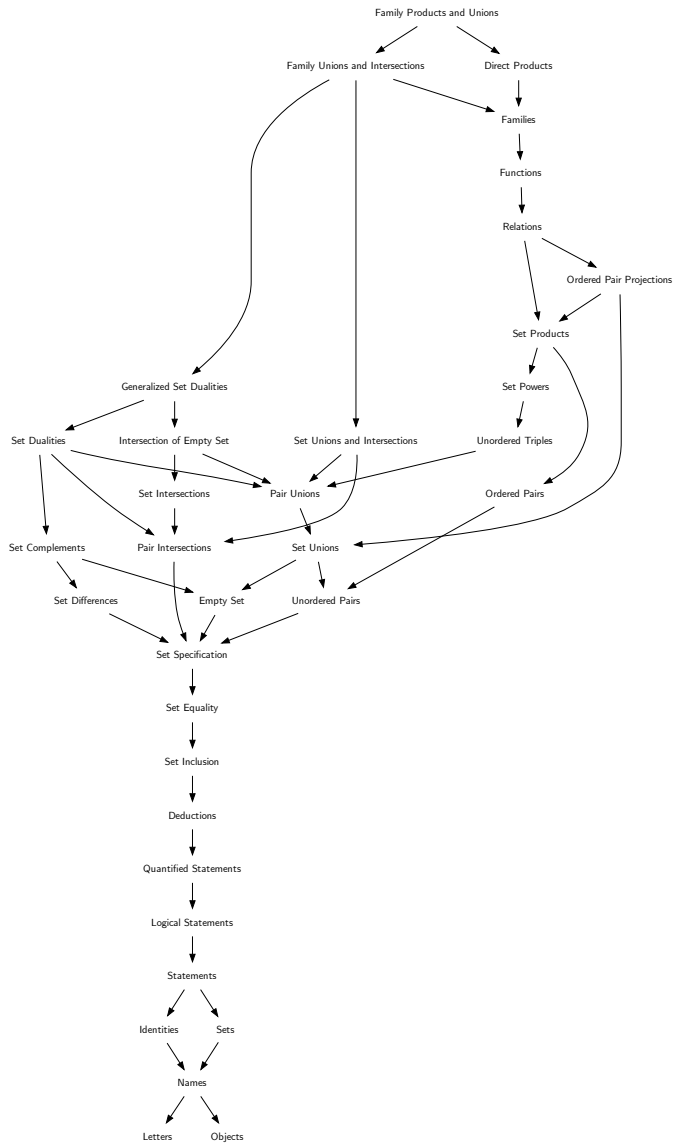 Family Products and Unions
Family Unions and Intersections
Direct Products
Families
Functions
Relations
Ordered Pair Projections
Set Products
Generalized Set Dualities
Set Powers
Set Dualities
Intersection of Empty Set
Set Unions and Intersections
Unordered Triples
Set Intersections
Pair Unions
Ordered Pairs
Set Complements
Pair Intersections
Set Unions
Set Differences
Empty Set
Unordered Pairs
Set Specification
Set Equality
Set Inclusion
Deductions
Quantified Statements
Logical Statements
Statements
Identities
Sets
Names
Letters
Objects